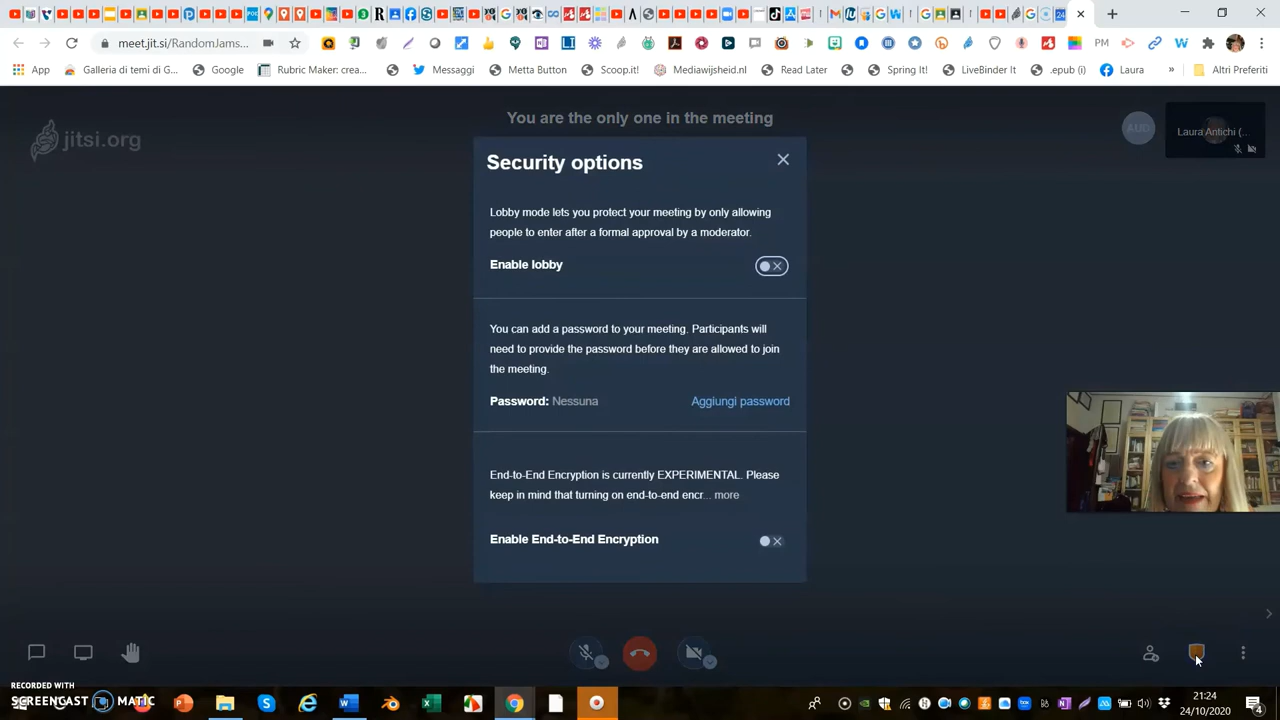 meet.jit.si/RandomJams...
PM
App
Galleria di temi di G...
Google
Rubric Maker: crea...
Messaggi
Metta Button
Scoop.it!
Mediawijsheid.nl
Read Later
Spring It!
LiveBinder It
.epub (i)
Laura
»
Altri Preferiti
jitsi.org
You are the only one in the meeting
AUD
Laura Antichi (...
Security options
Lobby mode lets you protect your meeting by only allowing
people to enter after a formal approval by a moderator.
Enable lobby
You can add a password to your meeting. Participants will
need to provide the password before they are allowed to join
the meeting.
Password: Nessuna
Aggiungi password
End-to-End Encryption is currently EXPERIMENTAL. Please
keep in mind that turning on end-to-end encr... more
Enable End-to-End Encryption
RECORDED WITH
SCREENCAST MATIC
21:24
24/10/2020
4